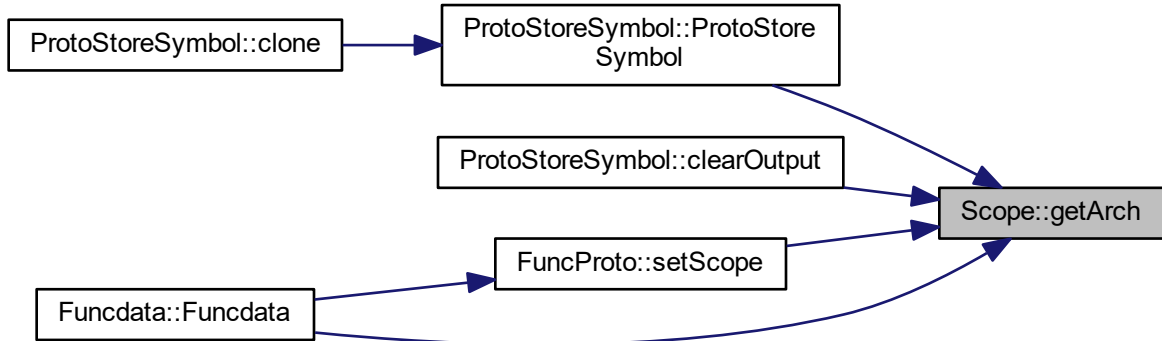 ProtoStoreSymbol::clone
ProtoStoreSymbol::ProtoStore
Symbol
ProtoStoreSymbol::clearOutput
Scope::getArch
FuncProto::setScope
Funcdata::Funcdata